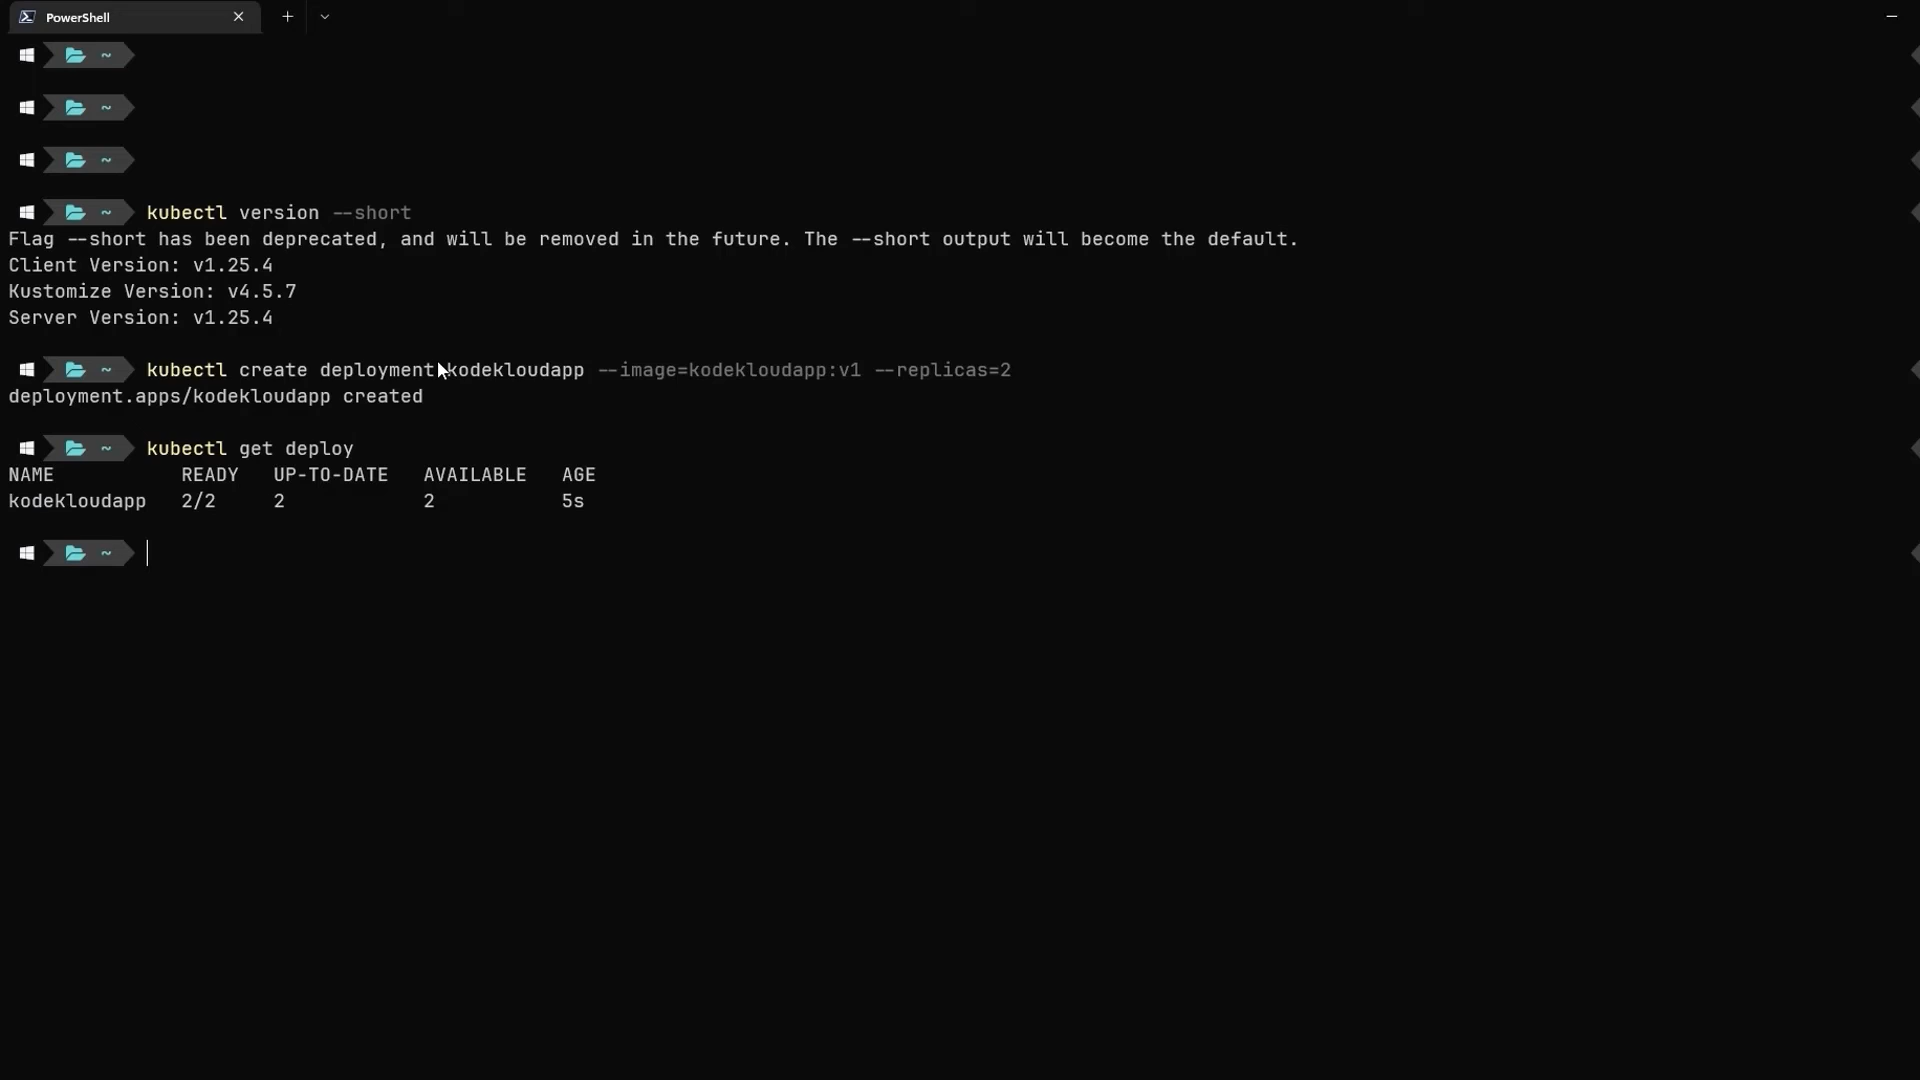 PowerShell
~
~
~
~ kubectl version --short
Flag --short has been deprecated, and will be removed in the future. The --short output will become the default.
Client Version: v1.25.4
Kustomize Version: v4.5.7
Server Version: v1.25.4
~ kubectl create deployment kodekloudapp --image=kodekloudapp:v1 --replicas=2
deployment.apps/kodekloudapp created
~ kubectl get deploy
NAME READY UP-TO-DATE AVAILABLE AGE
kodekloudapp 2/2 2 2 5s
~